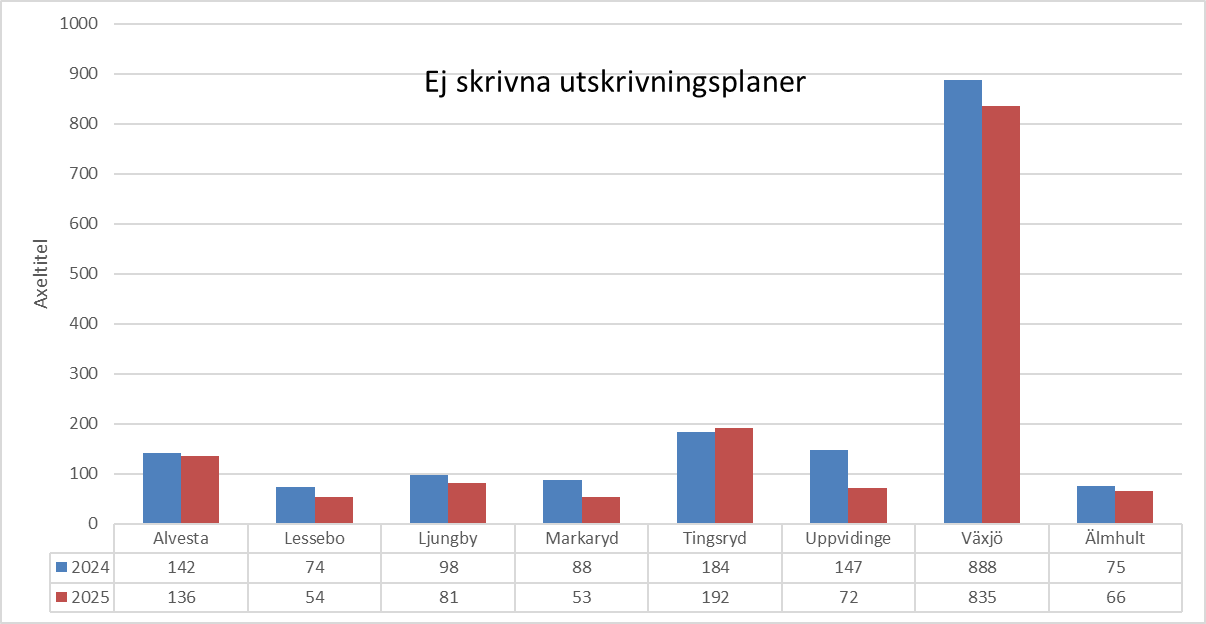 Ej skrivna utskrivningsplaner
Axeltitel
1000
900
800
700
600
500
400
300
200
100
0
Alvesta Lessebo Ljungby Markaryd Tingsryd Uppvidinge Växjö Älmhult
2024 142 74 98 88 184 147 888 75
2025 136 54 81 53 192 72 835 66